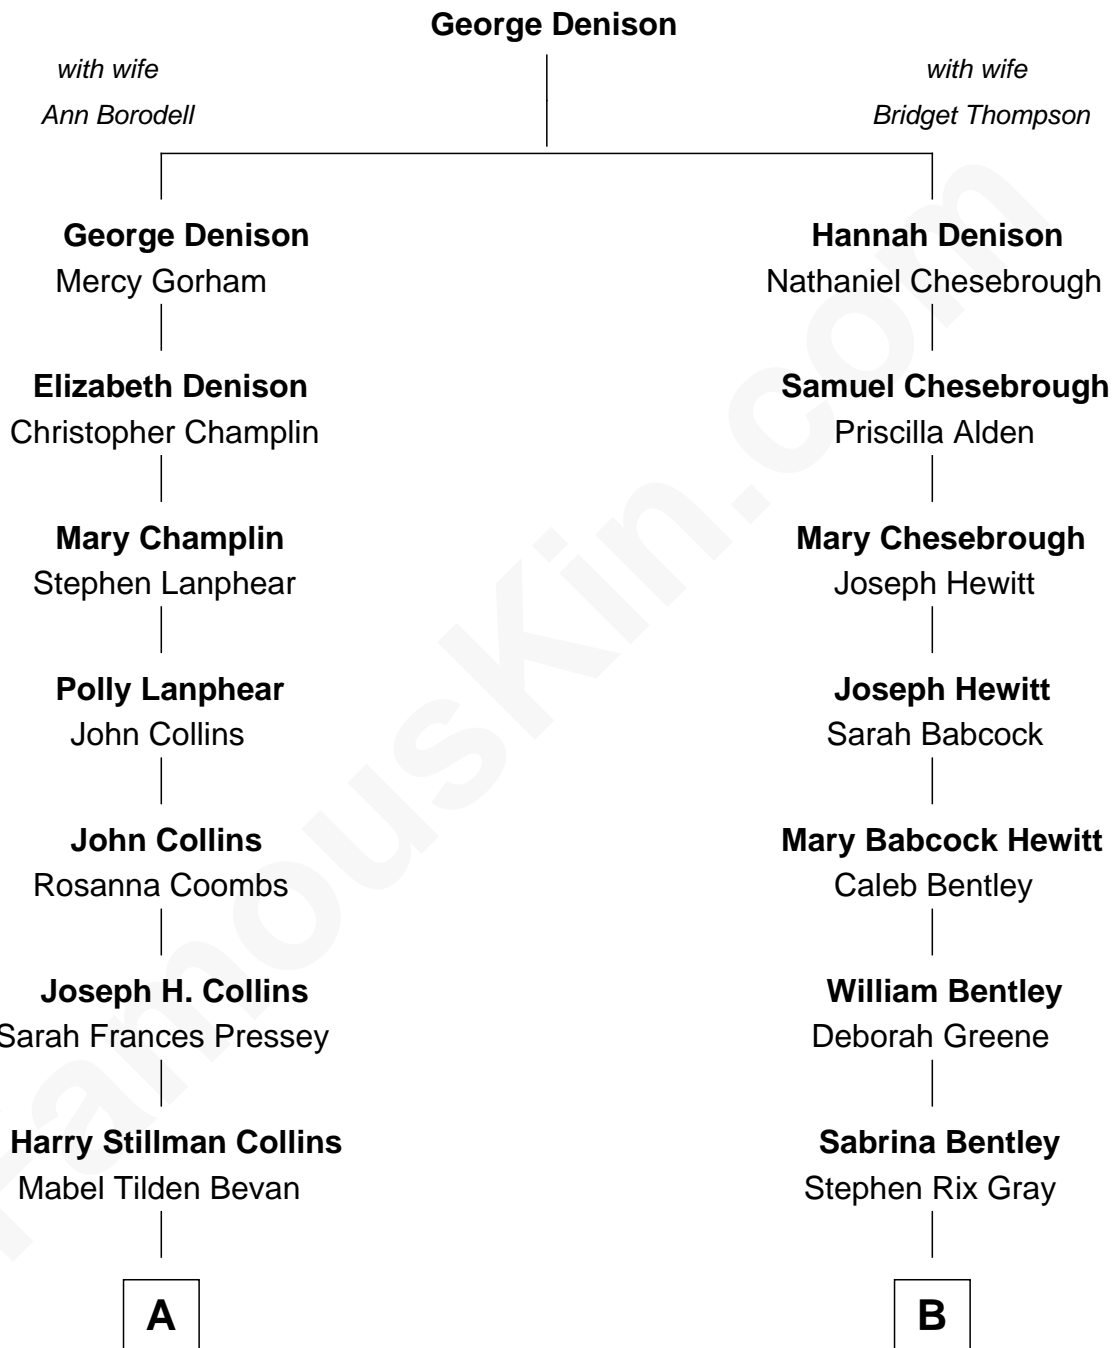 George Denison
with wife
Ann Borodell
with wife
Bridget Thompson
George Denison
Mercy Gorham
Hannah Denison
Nathaniel Chesebrough
Elizabeth Denison
Christopher Champlin
Samuel Chesebrough
Priscilla Alden
Mary Champlin
Stephen Lanphear
Mary Chesebrough
Joseph Hewitt
Polly Lanphear
John Collins
Joseph Hewitt
Sarah Babcock
John Collins
Rosanna Coombs
Mary Babcock Hewitt
Caleb Bentley
Joseph H. Collins
Sarah Frances Pressey
William Bentley
Deborah Greene
Harry Stillman Collins
Mabel Tilden Bevan
Sabrina Bentley
Stephen Rix Gray
A
B
FamousKin.com